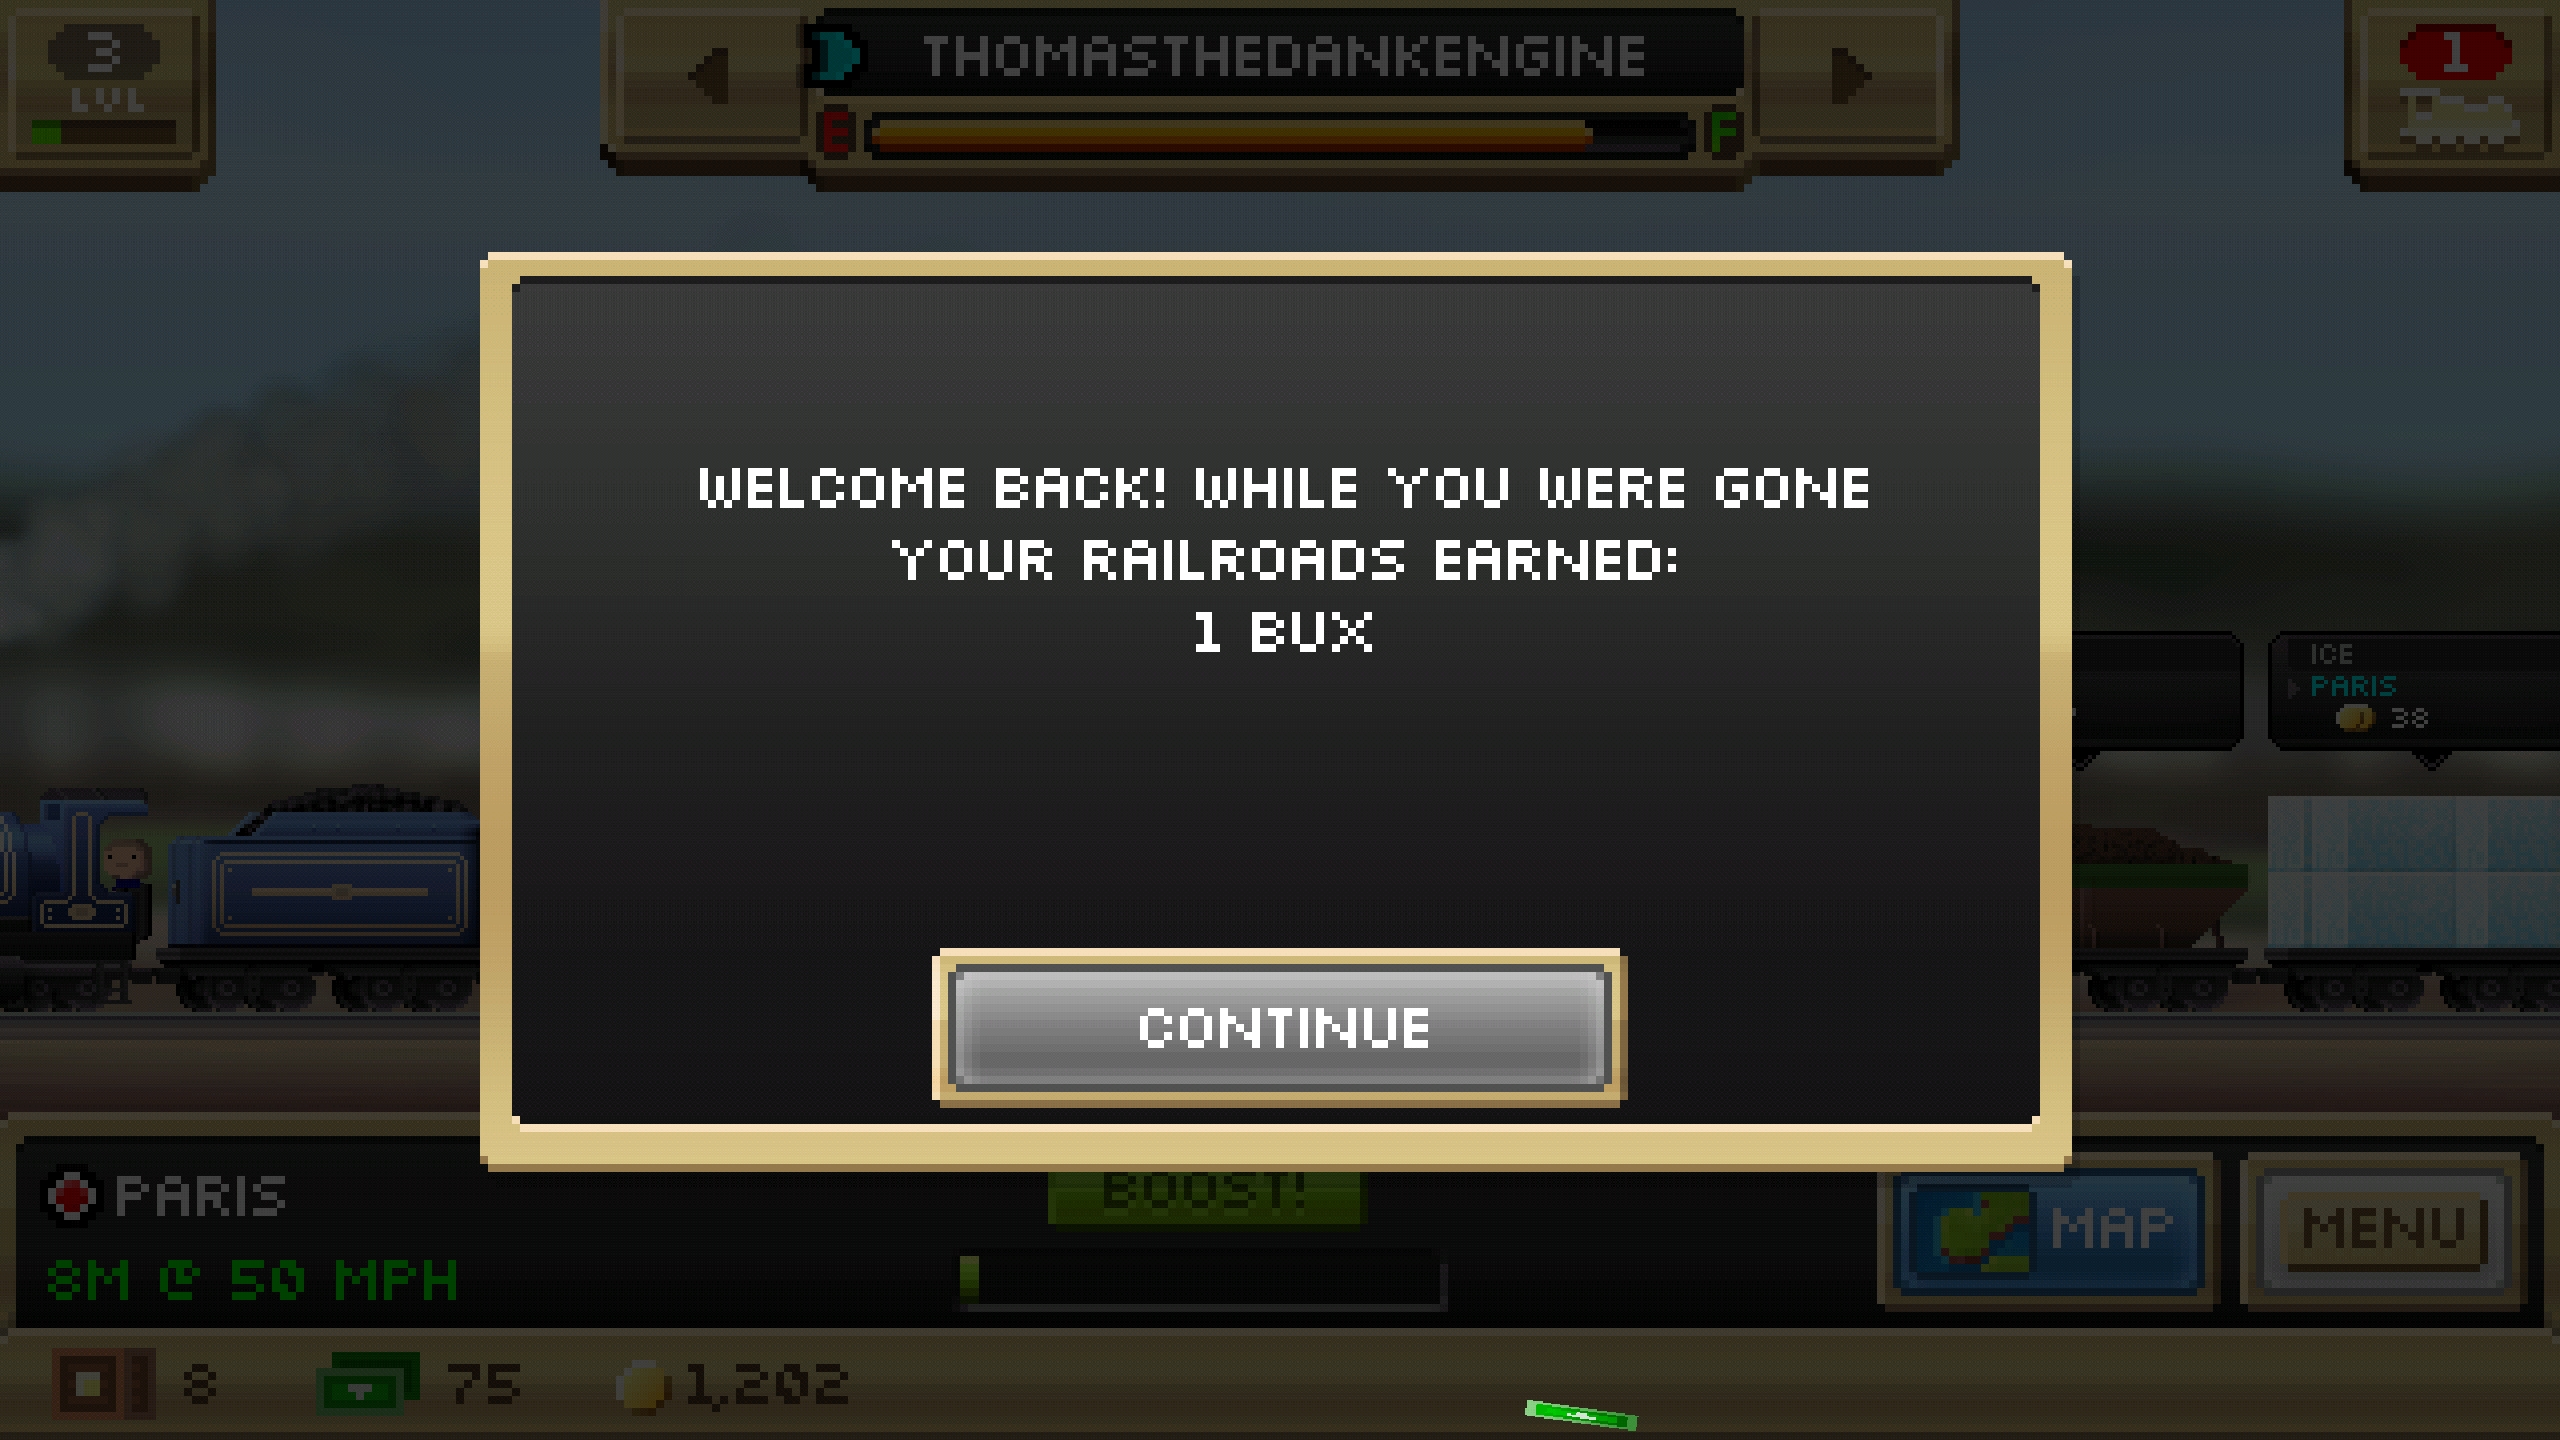 3
LVL
THOMASTHEDANKENGINE
E
F
1
WELCOME BACK! WHILE YOU WERE GONE
YOUR RAILROADS EARNED:
1 BUX
ICE
PARIS
38
CONTINUE
PARIS
8M @ 50 MPH
BOOST!
MAP
MENU
8
75
1,202